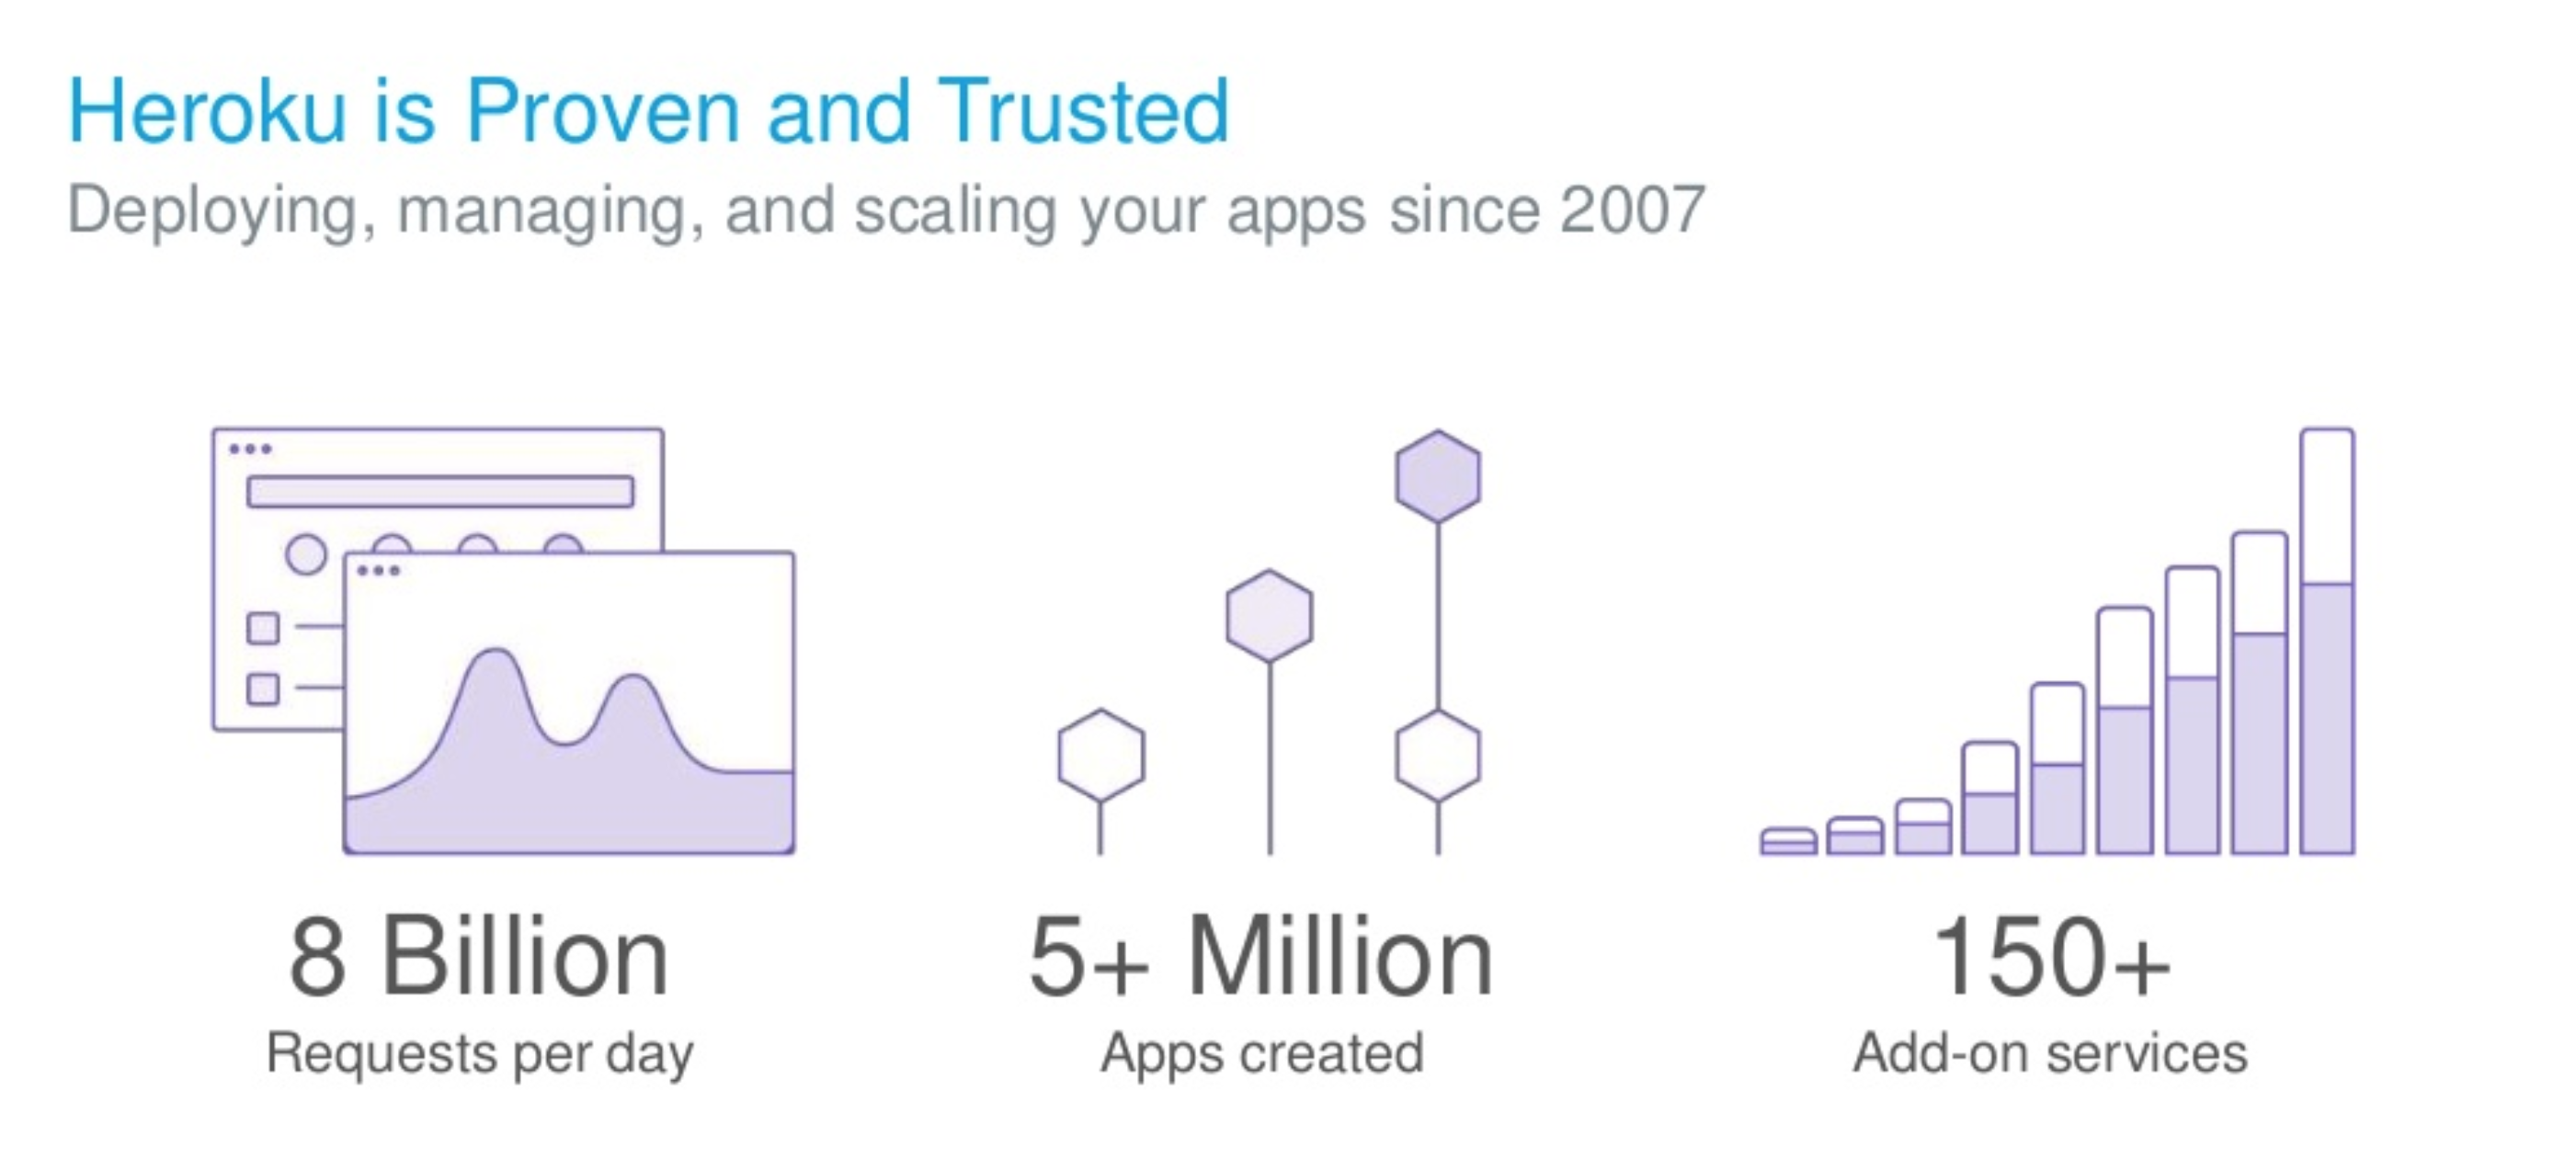 Heroku is Proven and Trusted
Deploying, managing, and scaling your apps since 2007
8 Billion
Requests per day
5+ Million
Apps created
150+
Add-on services